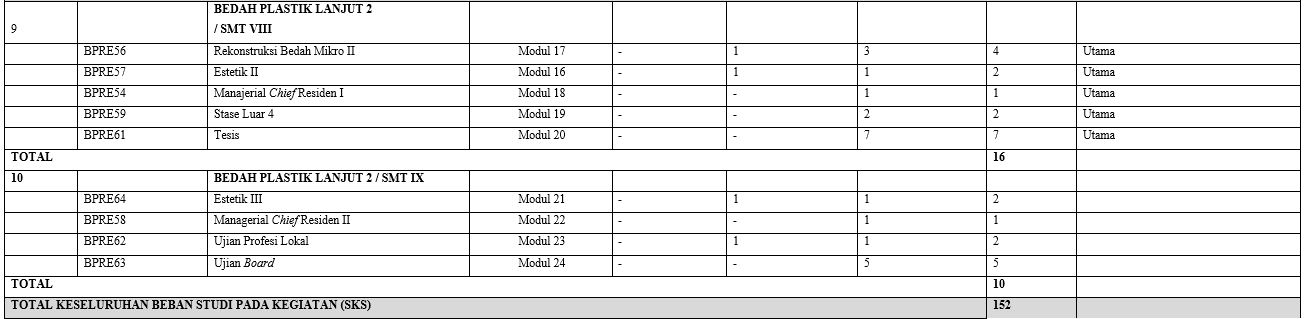 BEDAH PLASTIK LANJUT 2
9 / SMT VIII
BPRE56 Rekonstruksi Bedah Mikro II Modul 17 - 1 3 4 Utama
BPRE57 Estetik II Modul 16 - 1 1 2 Utama
BPRE54 Manajerial Chief Residen I Modul 18 - - 1 1 Utama
BPRE59 Stase Luar 4 Modul 19 - - 2 2 Utama
BPRE61 Tesis Modul 20 - - 7 7 Utama
TOTAL 16
10 BEDAH PLASTIK LANJUT 2 / SMT IX
BPRE64 Estetik III Modul 21 - 1 1 2
BPRE58 Managerial Chief Residen II Modul 22 - - 1 1
BPRE62 Ujian Profesi Lokal Modul 23 - 1 1 2
BPRE63 Ujian Board Modul 24 - - 5 5
TOTAL 10
TOTAL KESELURUHAN BEBAN STUDI PADA KEGIATAN (SKS) 152